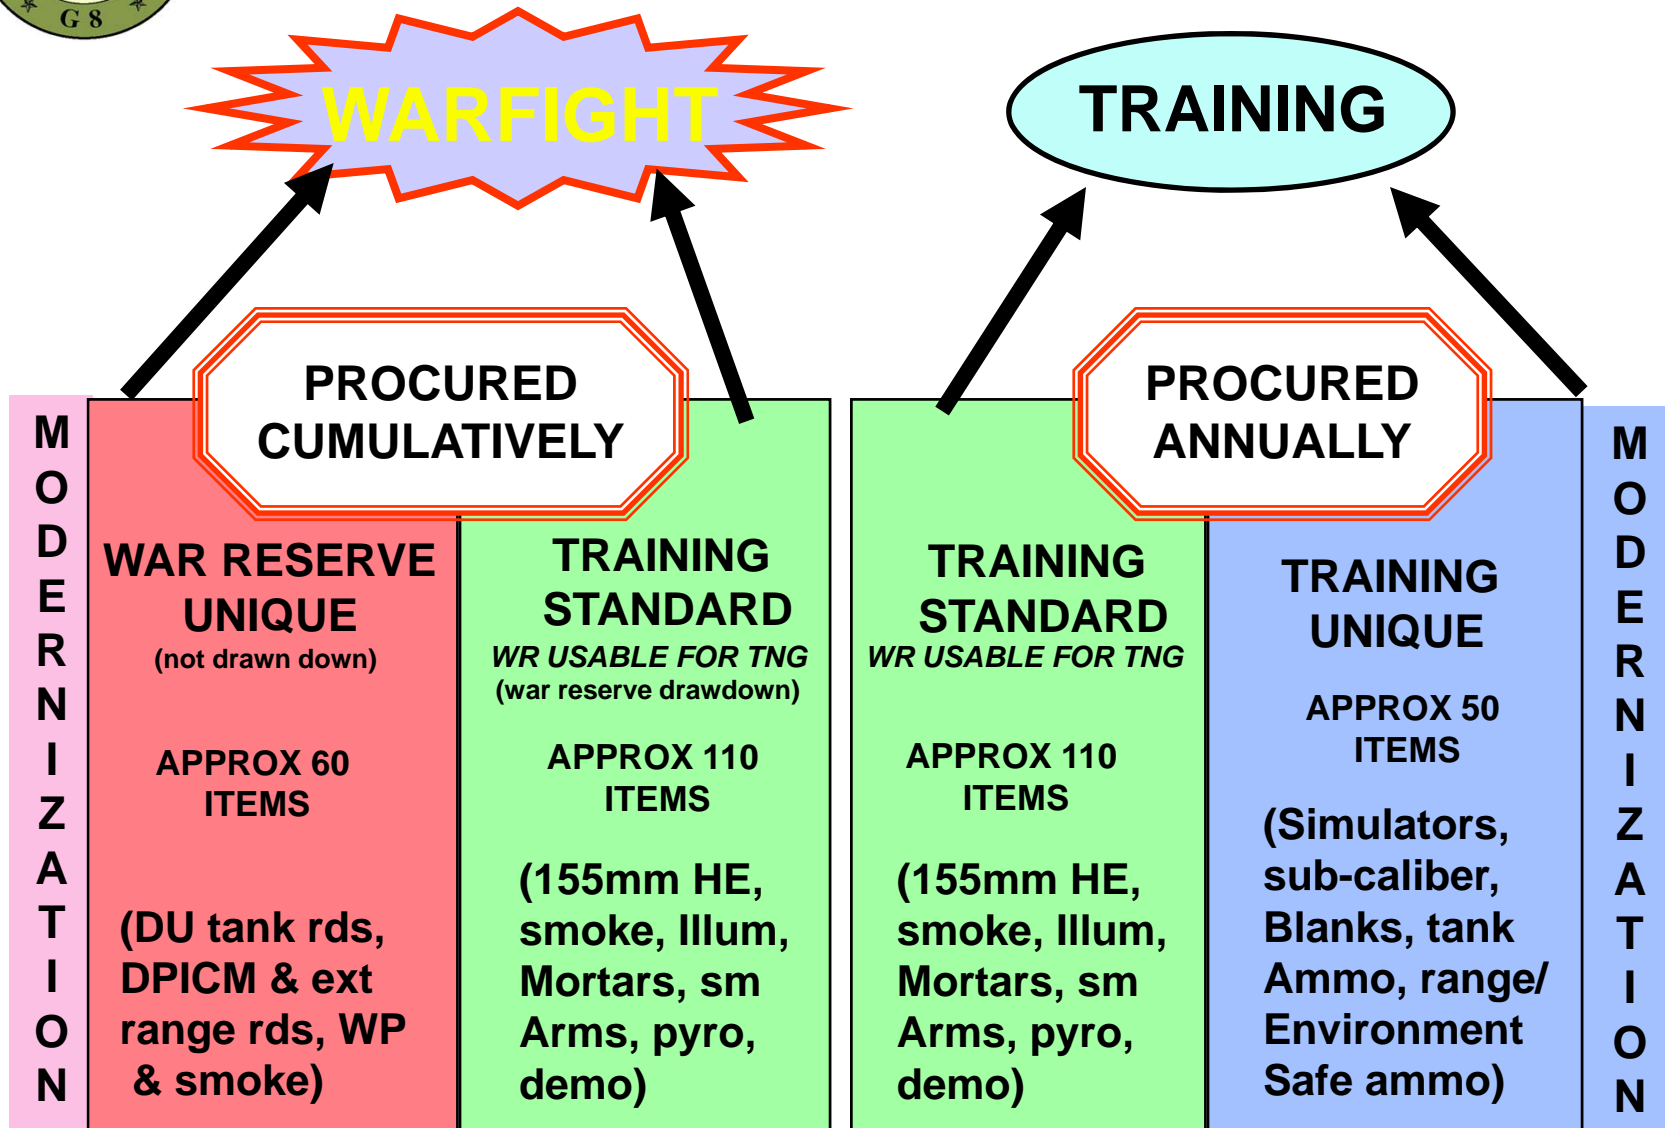 G 8
WARFIGHT
TRAINING
PROCURED
CUMULATIVELY
PROCURED
ANNUALLY
MODERNIZATION
WAR RESERVE
UNIQUE
(not drawn down)
APPROX 60
ITEMS
(DU tank rds,
DPICM & ext
range rds, WP
& smoke)
TRAINING
STANDARD
WR USABLE FOR TNG
(war reserve drawdown)
APPROX 110
ITEMS
(155mm HE,
smoke, Illum,
Mortars, sm
Arms, pyro,
demo)
TRAINING
STANDARD
WR USABLE FOR TNG
APPROX 110
ITEMS
(155mm HE,
smoke, Illum,
Mortars, sm
Arms, pyro,
demo)
TRAINING
UNIQUE
APPROX 50
ITEMS
(Simulators,
sub-caliber,
Blanks, tank
Ammo, range/
Environment
Safe ammo)
MODERNIZATION